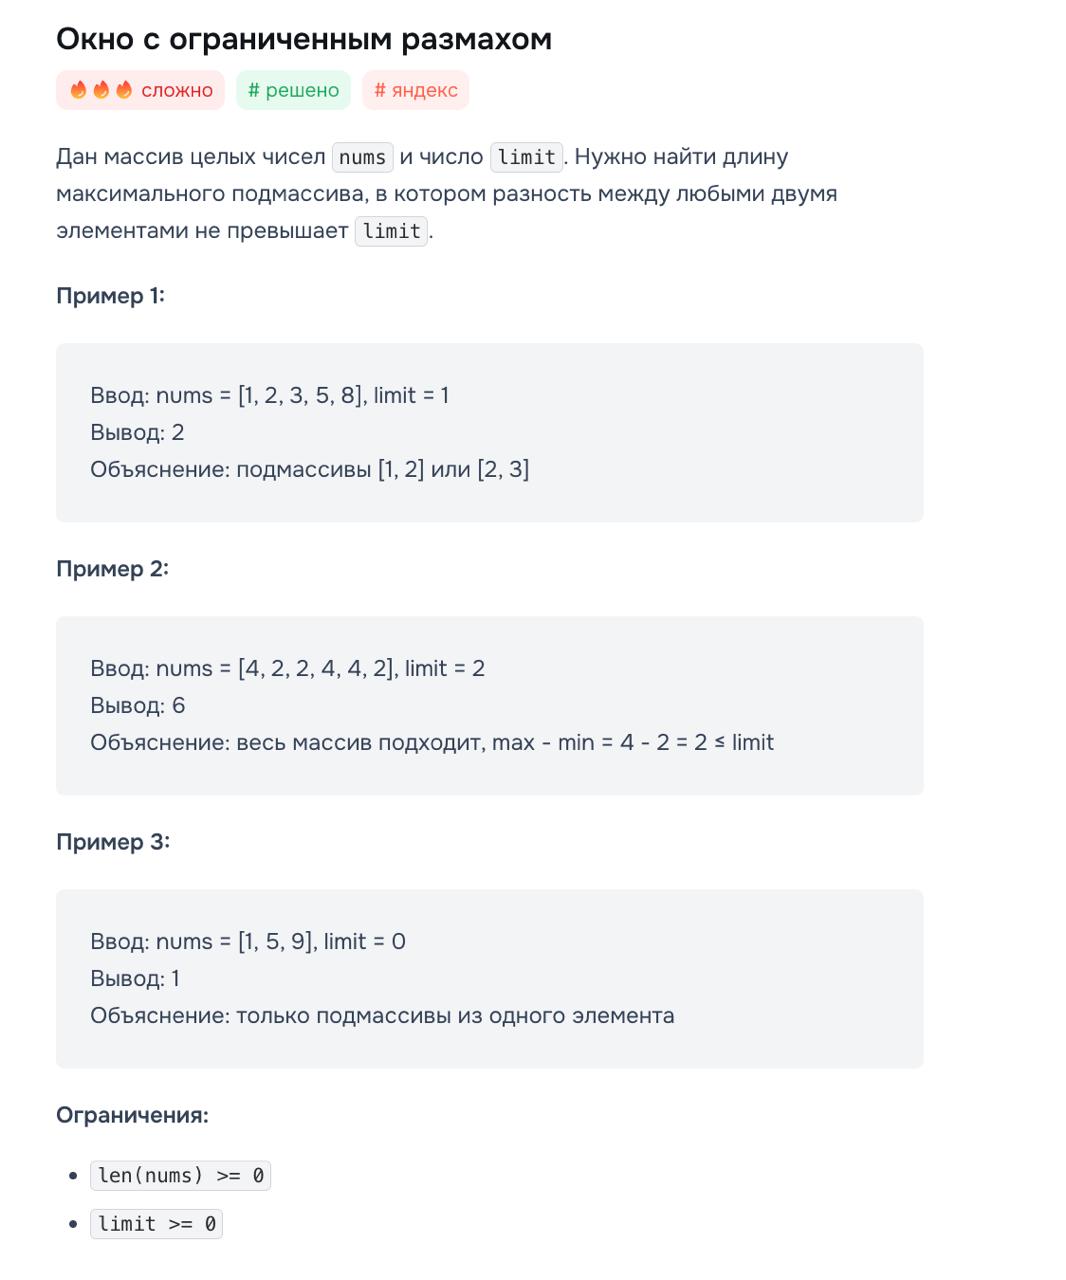 Окно с ограниченным размахом
🔥🔥🔥 сложно # решено # яндекс
Дан массив целых чисел nums и число limit. Нужно найти длину
максимального подмассива, в котором разность между любыми двумя
элементами не превышает limit.
Пример 1:
Ввод: nums = [1, 2, 3, 5, 8], limit = 1
Вывод: 2
Объяснение: подмассивы [1, 2] или [2, 3]
Пример 2:
Ввод: nums = [4, 2, 2, 4, 4, 2], limit = 2
Вывод: 6
Объяснение: весь массив подходит, max - min = 4 - 2 = 2 ≤ limit
Пример 3:
Ввод: nums = [1, 5, 9], limit = 0
Вывод: 1
Объяснение: только подмассивы из одного элемента
Ограничения:
• len(nums) >= 0
• limit >= 0